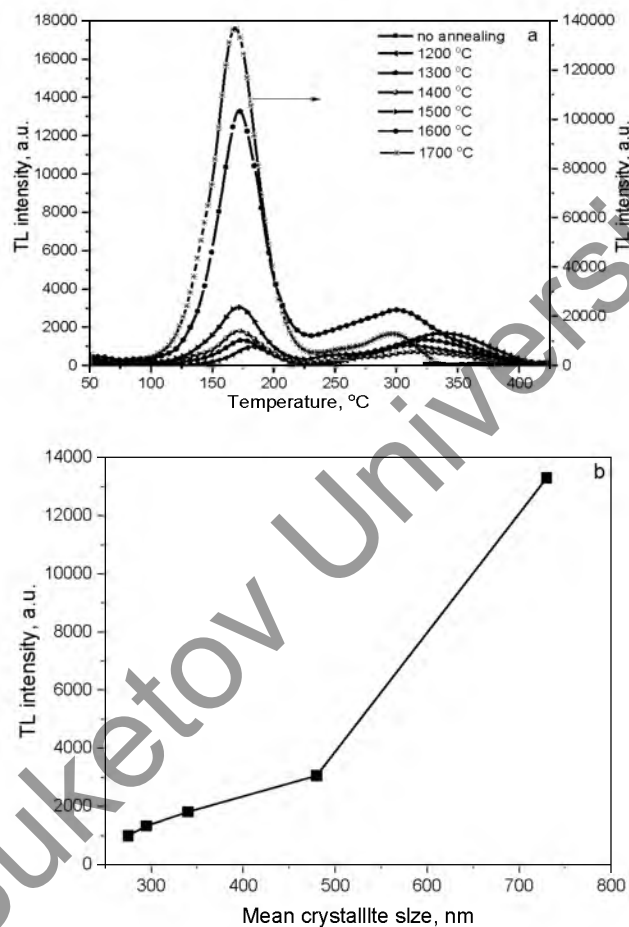 a
no annealing
1200 °C
1300 °C
1400 °C
1500 °C
1600 °C
1700 °C
TL intensity, a.u.
18000
16000
14000
12000
10000
8000
6000
4000
2000
0
140000
120000
100000
80000
60000
40000
20000
0
TL intensity, a.u.
50 100 150 200 250 300 350 400
Temperature, °C
b
TL intensity, a.u.
14000
12000
10000
8000
6000
4000
2000
0
300 400 500 600 700 800
Mean crystallite size, nm
Buketov Universi